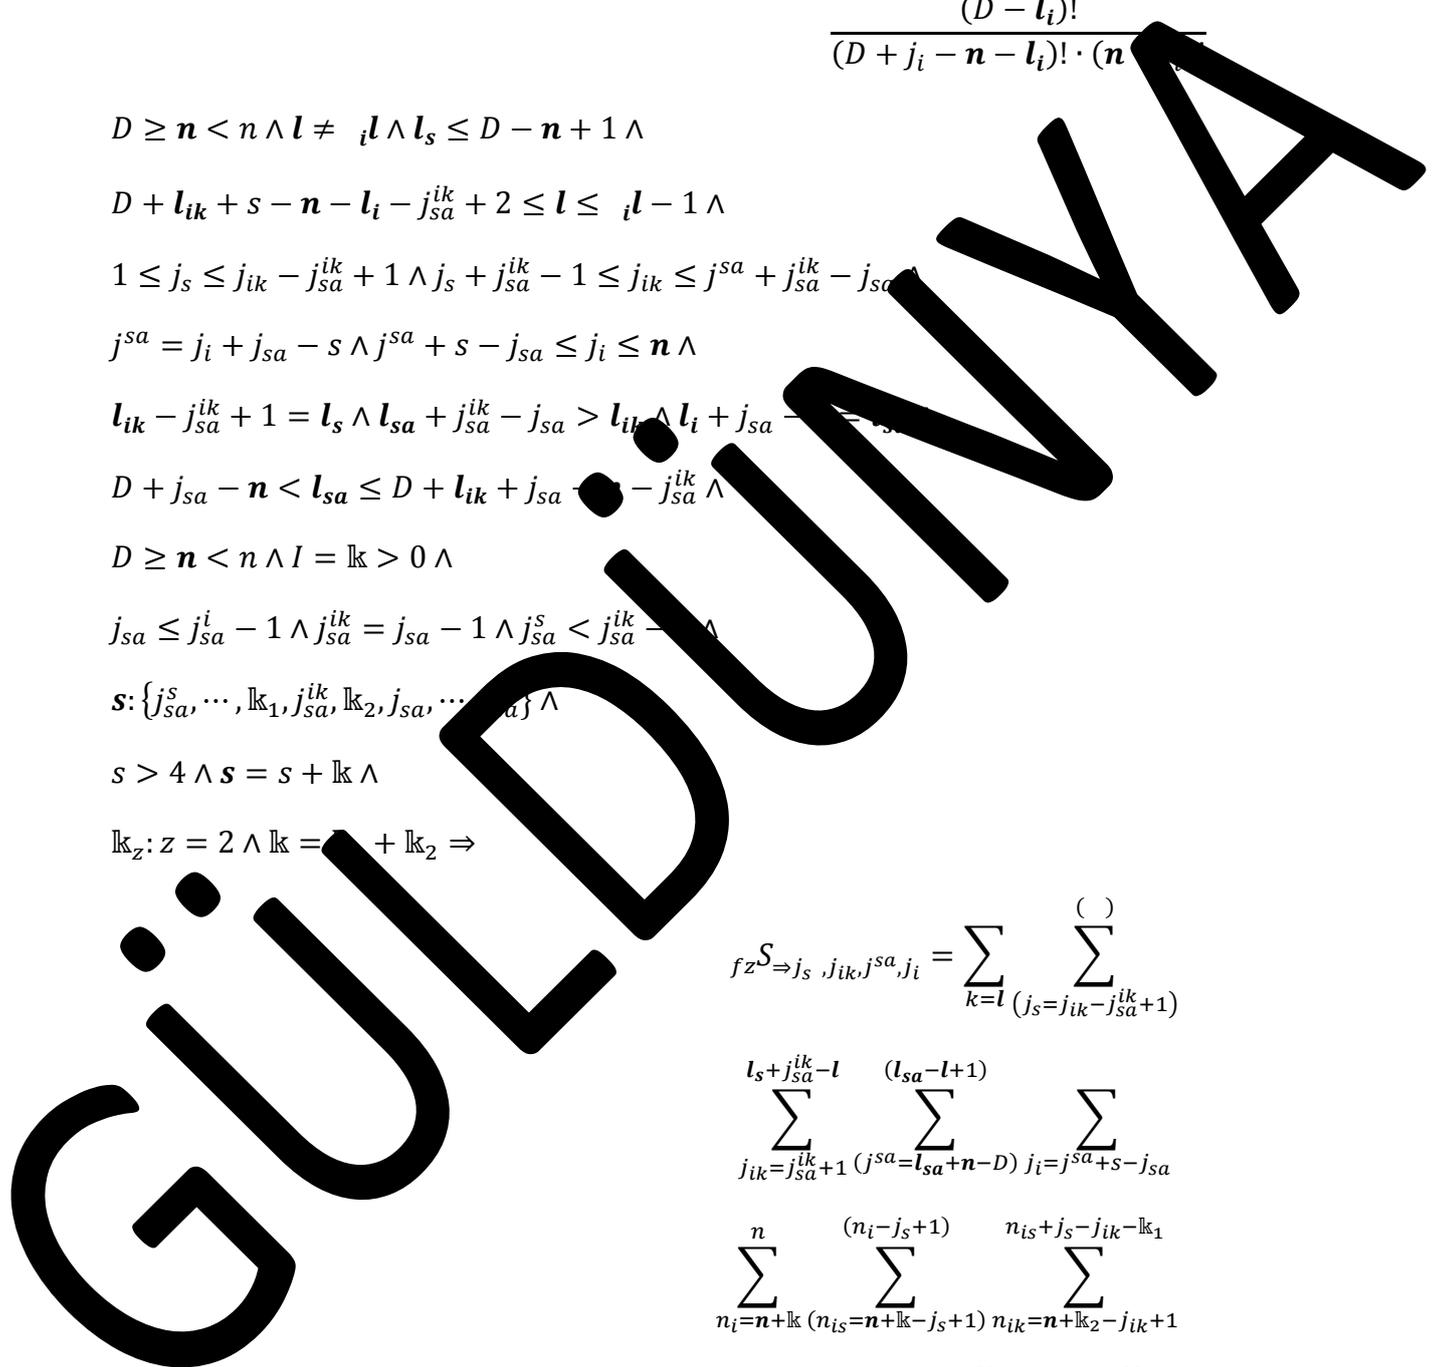 (D − l_i)!
(D + j_i − n − l_i)! · (n
D ≥ n < n ∧ l ≠ _il ∧ l_s ≤ D − n + 1 ∧
D + l_ik + s − n − l_i − j_sa^ik + 2 ≤ l ≤ _il − 1 ∧
1 ≤ j_s ≤ j_ik − j_sa^ik + 1 ∧ j_s + j_sa^ik − 1 ≤ j_ik ≤ j^sa + j_sa^ik − j_sa ∧
j^sa = j_i + j_sa − s ∧ j^sa + s − j_sa ≤ j_i ≤ n ∧
l_ik − j_sa^ik + 1 = l_s ∧ l_sa + j_sa^ik − j_sa > l_ik ∧ l_i + j_sa − =
D + j_sa − n < l_sa ≤ D + l_ik + j_sa − − j_sa^ik ∧
D ≥ n < n ∧ I = 𝕜 > 0 ∧
j_sa ≤ j_sa^i − 1 ∧ j_sa^ik = j_sa − 1 ∧ j_sa^s < j_sa^ik − ∧
s: {j_sa^s, ⋯ , 𝕜_1, j_sa^ik, 𝕜_2, j_sa, ⋯ } ∧
s > 4 ∧ s = s + 𝕜 ∧
𝕜_z: z = 2 ∧ 𝕜 = + 𝕜_2 ⇒
_fzS_⇒j_s ,j_ik,j^sa,j_i = ∑_{k=l} ∑_{(j_s=j_ik−j_sa^ik+1)}^{( )}
∑_{j_ik=j_sa^ik+1}^{l_s+j_sa^ik−l} ∑_{(j^sa=l_sa+n−D)}^{(l_sa−l+1)} ∑_{j_i=j^sa+s−j_sa}
∑_{n_i=n+𝕜}^{n} ∑_{(n_is=n+𝕜−j_s+1)}^{(n_i−j_s+1)} ∑_{n_ik=n+𝕜_2−j_ik+1}^{n_is+j_s−j_ik−𝕜_1}
GÜLDÜNYA